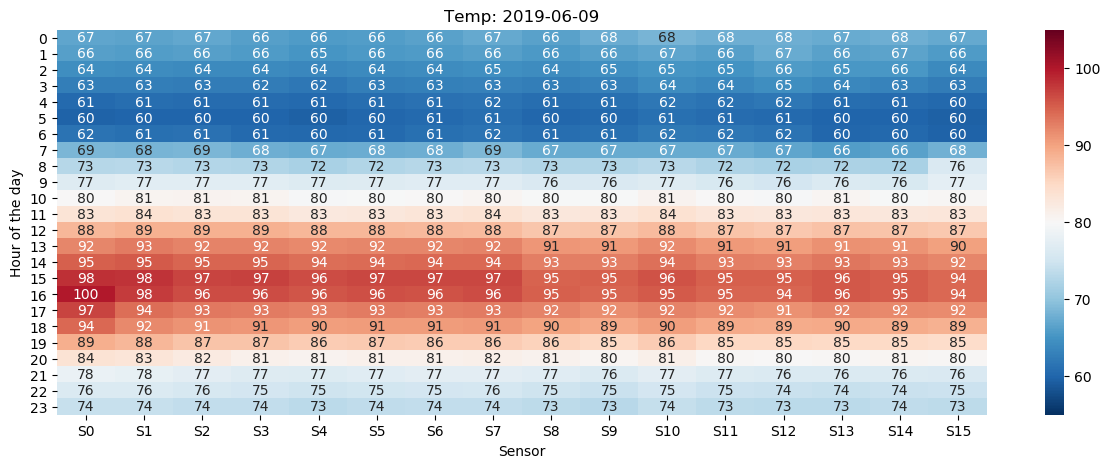 Temp: 2019-06-09
Hour of the day
0 67 67 67 66 66 66 66 67 66 68 68 68 68 67 68 67
1 66 66 66 66 65 66 66 66 66 66 67 66 67 66 67 66
2 64 64 64 64 64 64 64 65 64 65 65 65 66 65 66 64
3 63 63 63 62 62 63 63 63 63 63 64 64 65 64 63 63
4 61 61 61 61 61 61 61 62 61 61 62 62 62 61 61 60
5 60 60 60 60 60 60 61 61 60 60 61 61 61 60 60 60
6 62 61 61 61 60 61 61 62 61 61 62 62 62 60 60 60
7 69 68 69 68 67 68 68 69 67 67 67 67 67 66 66 68
8 73 73 73 73 72 72 73 73 73 73 73 72 72 72 72 76
9 77 77 77 77 77 77 77 77 76 76 77 76 76 76 76 77
10 80 81 81 81 80 80 80 80 80 80 81 80 80 81 80 80
11 83 84 83 83 83 83 83 84 83 83 84 83 83 83 83 83
12 88 89 89 89 88 88 88 88 87 87 88 87 87 87 87 87
13 92 93 92 92 92 92 92 92 91 91 92 91 91 91 91 90
14 95 95 95 95 94 94 94 94 93 93 94 93 93 93 93 92
15 98 98 97 97 96 97 97 97 95 95 96 95 95 96 95 94
16 100 98 96 96 96 96 96 96 95 95 95 95 94 96 95 94
17 97 94 93 93 93 93 93 93 92 92 92 92 91 92 92 92
18 94 92 91 91 90 91 91 91 90 89 90 89 89 90 89 89
19 89 88 87 87 86 87 86 86 86 85 86 85 85 85 85 85
20 84 83 82 81 81 81 81 82 81 80 81 80 80 80 81 80
21 78 78 77 77 77 77 77 77 77 76 77 77 76 76 76 76
22 76 76 76 75 75 75 75 76 75 75 75 75 74 74 74 75
23 74 74 74 74 73 74 74 74 73 73 74 73 73 73 74 73
S0 S1 S2 S3 S4 S5 S6 S7 S8 S9 S10 S11 S12 S13 S14 S15
Sensor
100
90
80
70
60